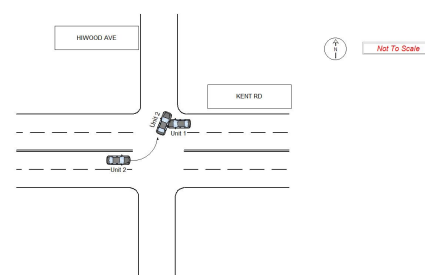 HIWOOD AVE
N
Not To Scale
KENT RD.
Unit 2
Unit 1
Unit 2